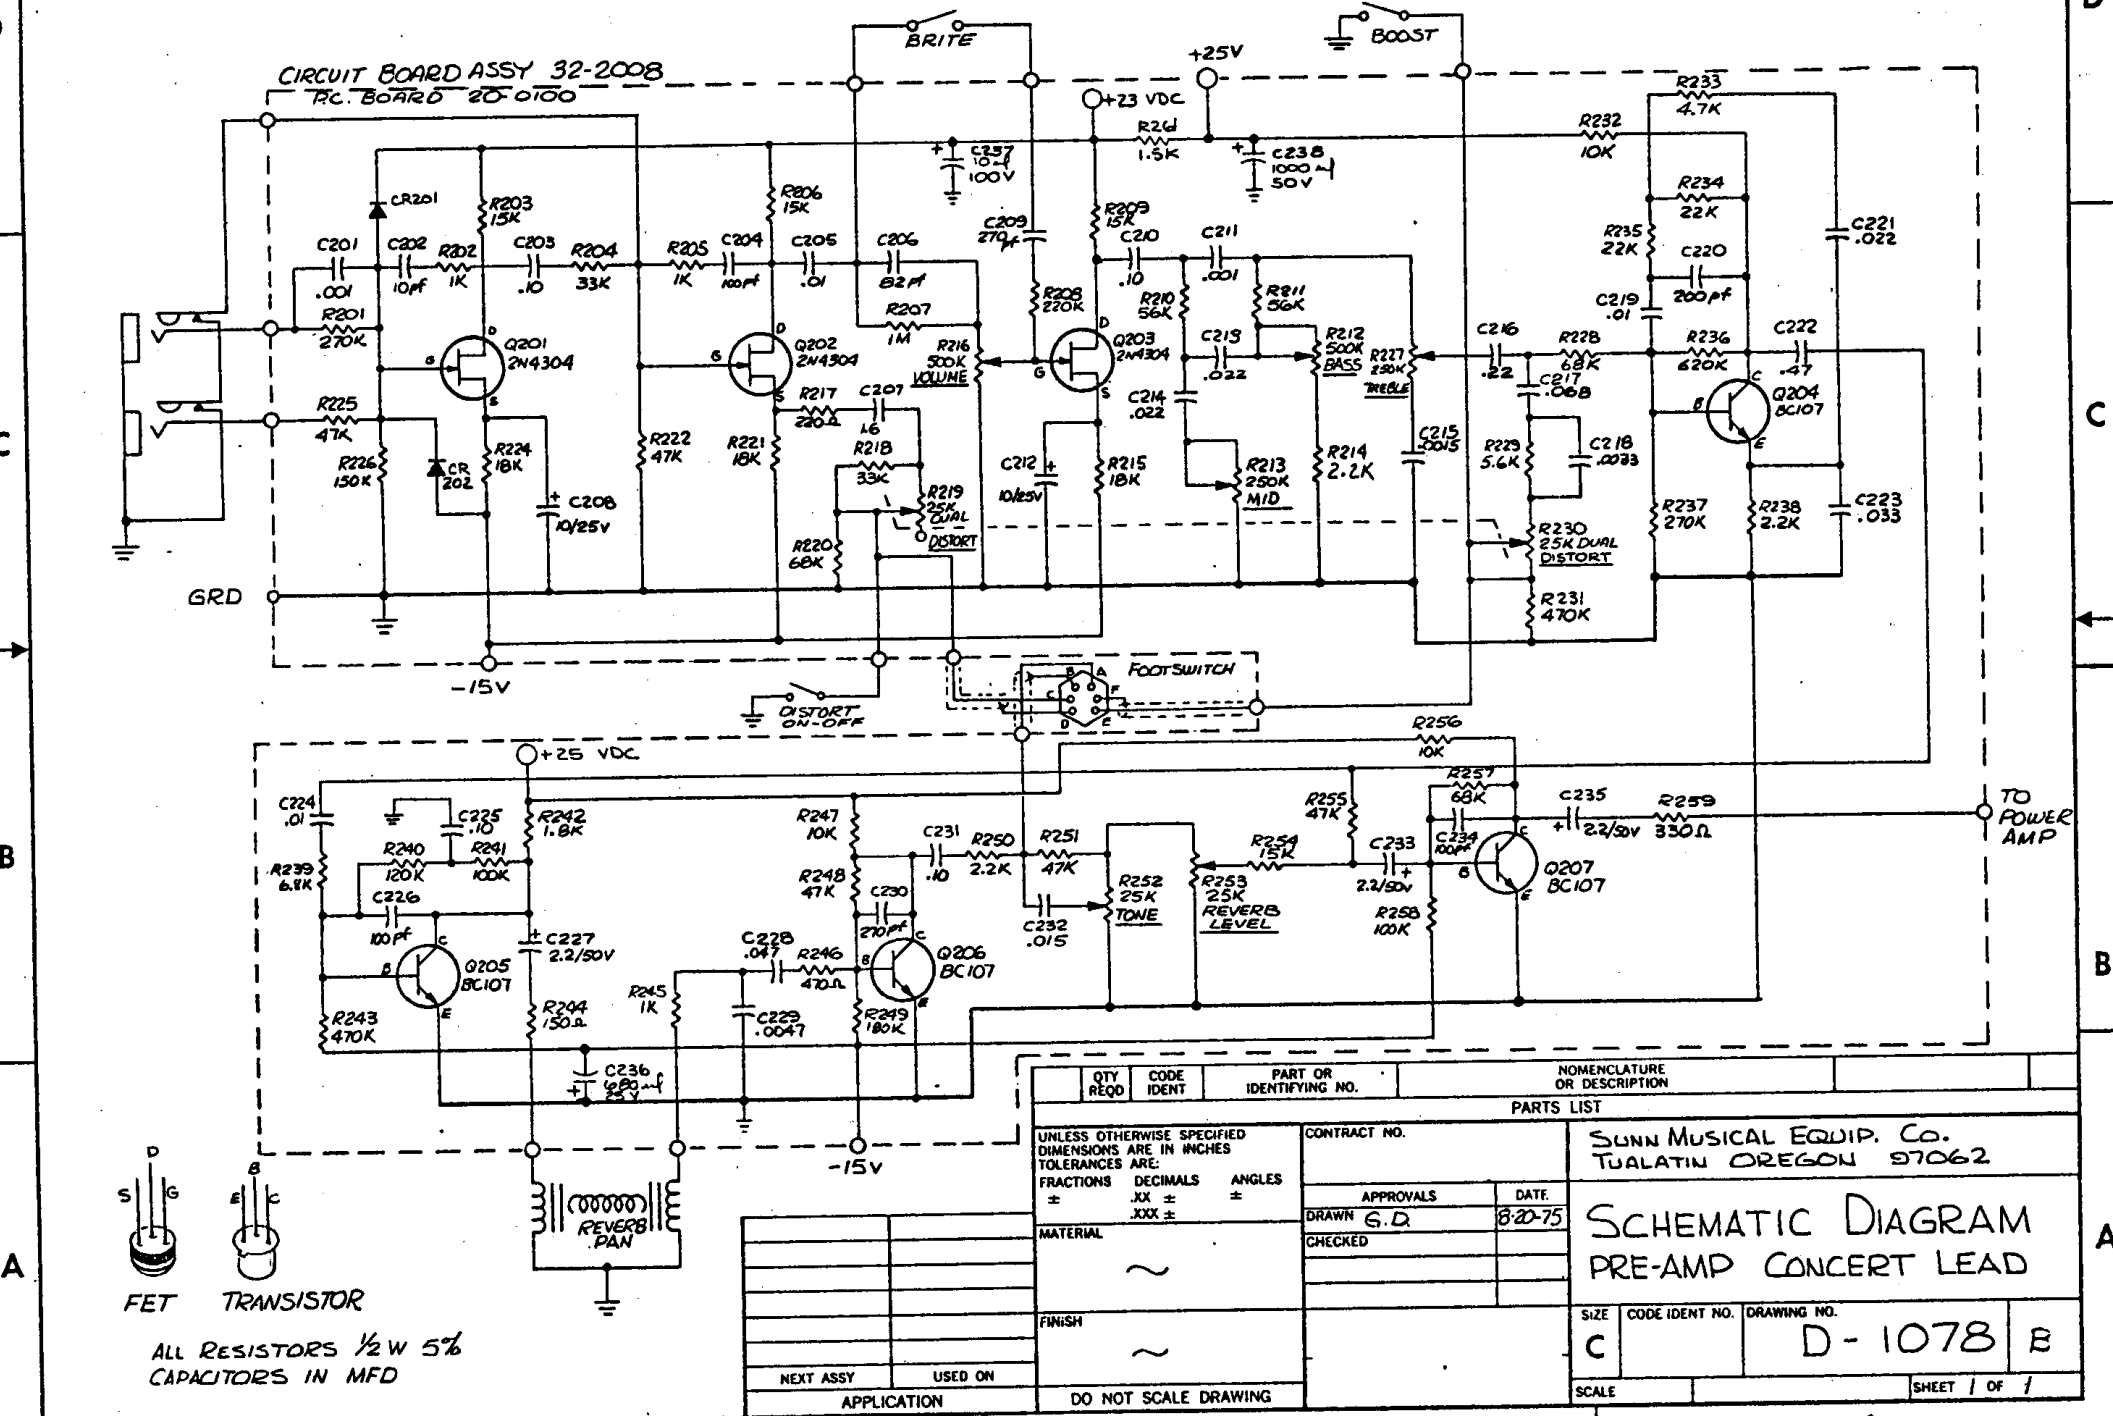 D
D
BRITE
BOOST
+25V
CIRCUIT BOARD ASSY 32-2008
P.C. BOARD 20-0100
+23 VDC
R233
4.7K
R232
10K
1.5K
C237
100V
C238
50V
CR201
R203
15K
R206
15K
C209
R209
15K
R234
22K
C221
.022
C201
.001
C202
10pf
R202
1K
C203
.10
R204
33K
R205
1K
C204
100pf
C205
.01
C206
82pf
C210
.10
C211
.001
R235
22K
C220
200pf
R201
270K
R207
1M
R208
220K
R210
56K
R211
56K
C219
.01
G
D
S
Q201
2N4304
G
D
S
Q202
2N4304
R216
500K
VOLUME
G
D
S
Q203
2N4304
C213
.022
R212
500K
BASS
R227
250K
TREBLE
C216
.22
R228
68K
R236
620K
C222
.47
C217
.068
C
B
E
Q204
BC107
C
C
R225
47K
R217
220Ω
C207
1.6
C214
.022
R226
150K
CR
202
R224
18K
C208
10/25V
R222
47K
R221
18K
R218
33K
R219
25K
DUAL
DISTORT
R220
68K
C212
10/25V
R215
18K
R213
250K
MID
R214
2.2K
C215
.0015
R229
5.6K
C218
.0033
R230
25K DUAL
DISTORT
R237
270K
R238
2.2K
C223
.033
R231
470K
GRD
-15V
DISTORT
ON-OFF
FOOTSWITCH
B
A
C
F
D
E
+25 VDC
R256
10K
C224
.01
C225
.10
R242
1.8K
R247
10K
R255
47K
R257
68K
C235
2.2/50V
R259
330Ω
TO
POWER
AMP
B
B
R239
6.8K
R240
120K
R241
100K
C226
100pf
R248
47K
C230
270pf
C231
.10
R250
2.2K
R251
47K
C232
.015
R252
25K
TONE
R253
25K
REVERB
LEVEL
R254
15K
C233
2.2/50V
C234
100pf
R258
100K
B
C
E
Q207
BC107
B
C
E
Q205
BC107
C227
2.2/50V
R243
470K
R244
150Ω
R245
1K
C228
.047
R246
470Ω
C229
.0047
B
C
E
Q206
BC107
R249
180K
C236
-15V
REVERB
PAN
D
S
G
B
E
C
FET
TRANSISTOR
ALL RESISTORS 1/2 W 5%
CAPACITORS IN MFD
A
A
QTY
REQD
CODE
IDENT
PART OR
IDENTIFYING NO.
NOMENCLATURE
OR DESCRIPTION
PARTS LIST
UNLESS OTHERWISE SPECIFIED
DIMENSIONS ARE IN INCHES
TOLERANCES ARE:
FRACTIONS DECIMALS ANGLES
± .XX ± ±
.XXX ±
MATERIAL
~
FINISH
~
DO NOT SCALE DRAWING
NEXT ASSY
USED ON
APPLICATION
CONTRACT NO.
APPROVALS
DATE
DRAWN G.D.
8-20-75
CHECKED
SUNN MUSICAL EQUIP. CO.
TUALATIN OREGON 97062
SCHEMATIC DIAGRAM
PRE-AMP CONCERT LEAD
SIZE
C
CODE IDENT NO.
DRAWING NO.
D-1078
B
SCALE
SHEET 1 OF 1